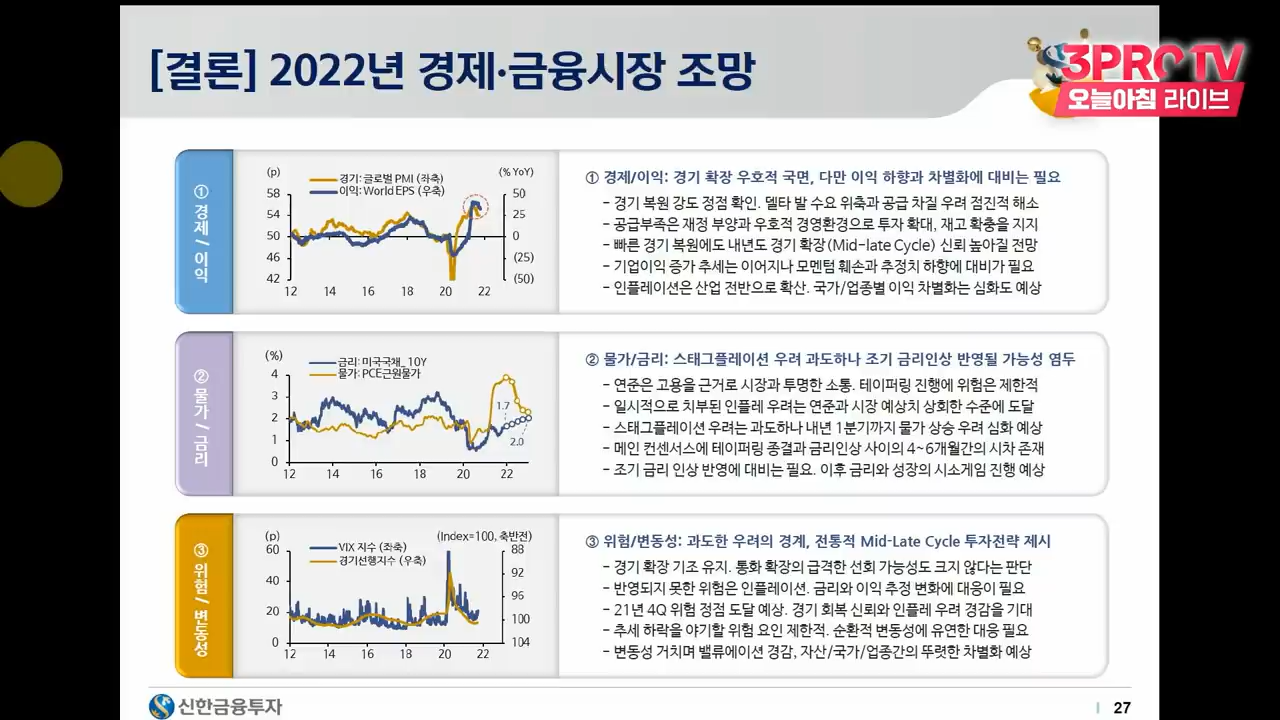 [결론] 2022년 경제·금융시장 조망
3PRO TV
오늘아침 라이브
① 경제/이익
(p)
경기: 글로벌 PMI (좌축)
이익: World EPS (우축)
(% YoY)
58
54
50
46
42
50
25
0
(25)
(50)
12 14 16 18 20 22
① 경제/이익: 경기 확장 우호적 국면, 다만 이익 하향과 차별화에 대비는 필요
- 경기 복원 강도 정점 확인. 델타 발 수요 위축과 공급 차질 우려 점진적 해소
- 공급부족은 재정 부양과 우호적 경영환경으로 투자 확대, 재고 확충을 지지
- 빠른 경기 복원에도 내년도 경기 확장(Mid-late Cycle) 신뢰 높아질 전망
- 기업이익 증가 추세는 이어지나 모멘텀 훼손과 추정치 하향에 대비가 필요
- 인플레이션은 산업 전반으로 확산. 국가/업종별 이익 차별화는 심화도 예상
② 물가/금리
(%)
금리: 미국국채_10Y
물가: PCE근원물가
4
3
2
1
0
1.7
2.0
12 14 16 18 20 22
② 물가/금리: 스태그플레이션 우려 과도하나 조기 금리인상 반영될 가능성 염두
- 연준은 고용을 근거로 시장과 투명한 소통. 테이퍼링 진행에 위험은 제한적
- 일시적으로 치부된 인플레 우려는 연준과 시장 예상치 상회한 수준에 도달
- 스태그플레이션 우려는 과도하나 내년 1분기까지 물가 상승 우려 심화 예상
- 메인 컨센서스에 테이퍼링 종결과 금리인상 사이의 4~6개월간의 시차 존재
- 조기 금리 인상 반영에 대비는 필요. 이후 금리와 성장의 시소게임 진행 예상
③ 위험/변동성
(p)
VIX 지수 (좌축)
경기선행지수 (우축)
(Index=100, 축반전)
60
40
20
0
88
92
96
100
104
12 14 16 18 20 22
③ 위험/변동성: 과도한 우려의 경계, 전통적 Mid-Late Cycle 투자전략 제시
- 경기 확장 기조 유지. 통화 확장의 급격한 선회 가능성도 크지 않다는 판단
- 반영되지 못한 위험은 인플레이션. 금리와 이익 추정 변화에 대응이 필요
- 21년 4Q 위험 정점 도달 예상. 경기 회복 신뢰와 인플레 우려 경감을 기대
- 추세 하락을 야기할 위험 요인 제한적. 순환적 변동성에 유연한 대응 필요
- 변동성 거치며 밸류에이션 경감, 자산/국가/업종간의 뚜렷한 차별화 예상
신한금융투자
27